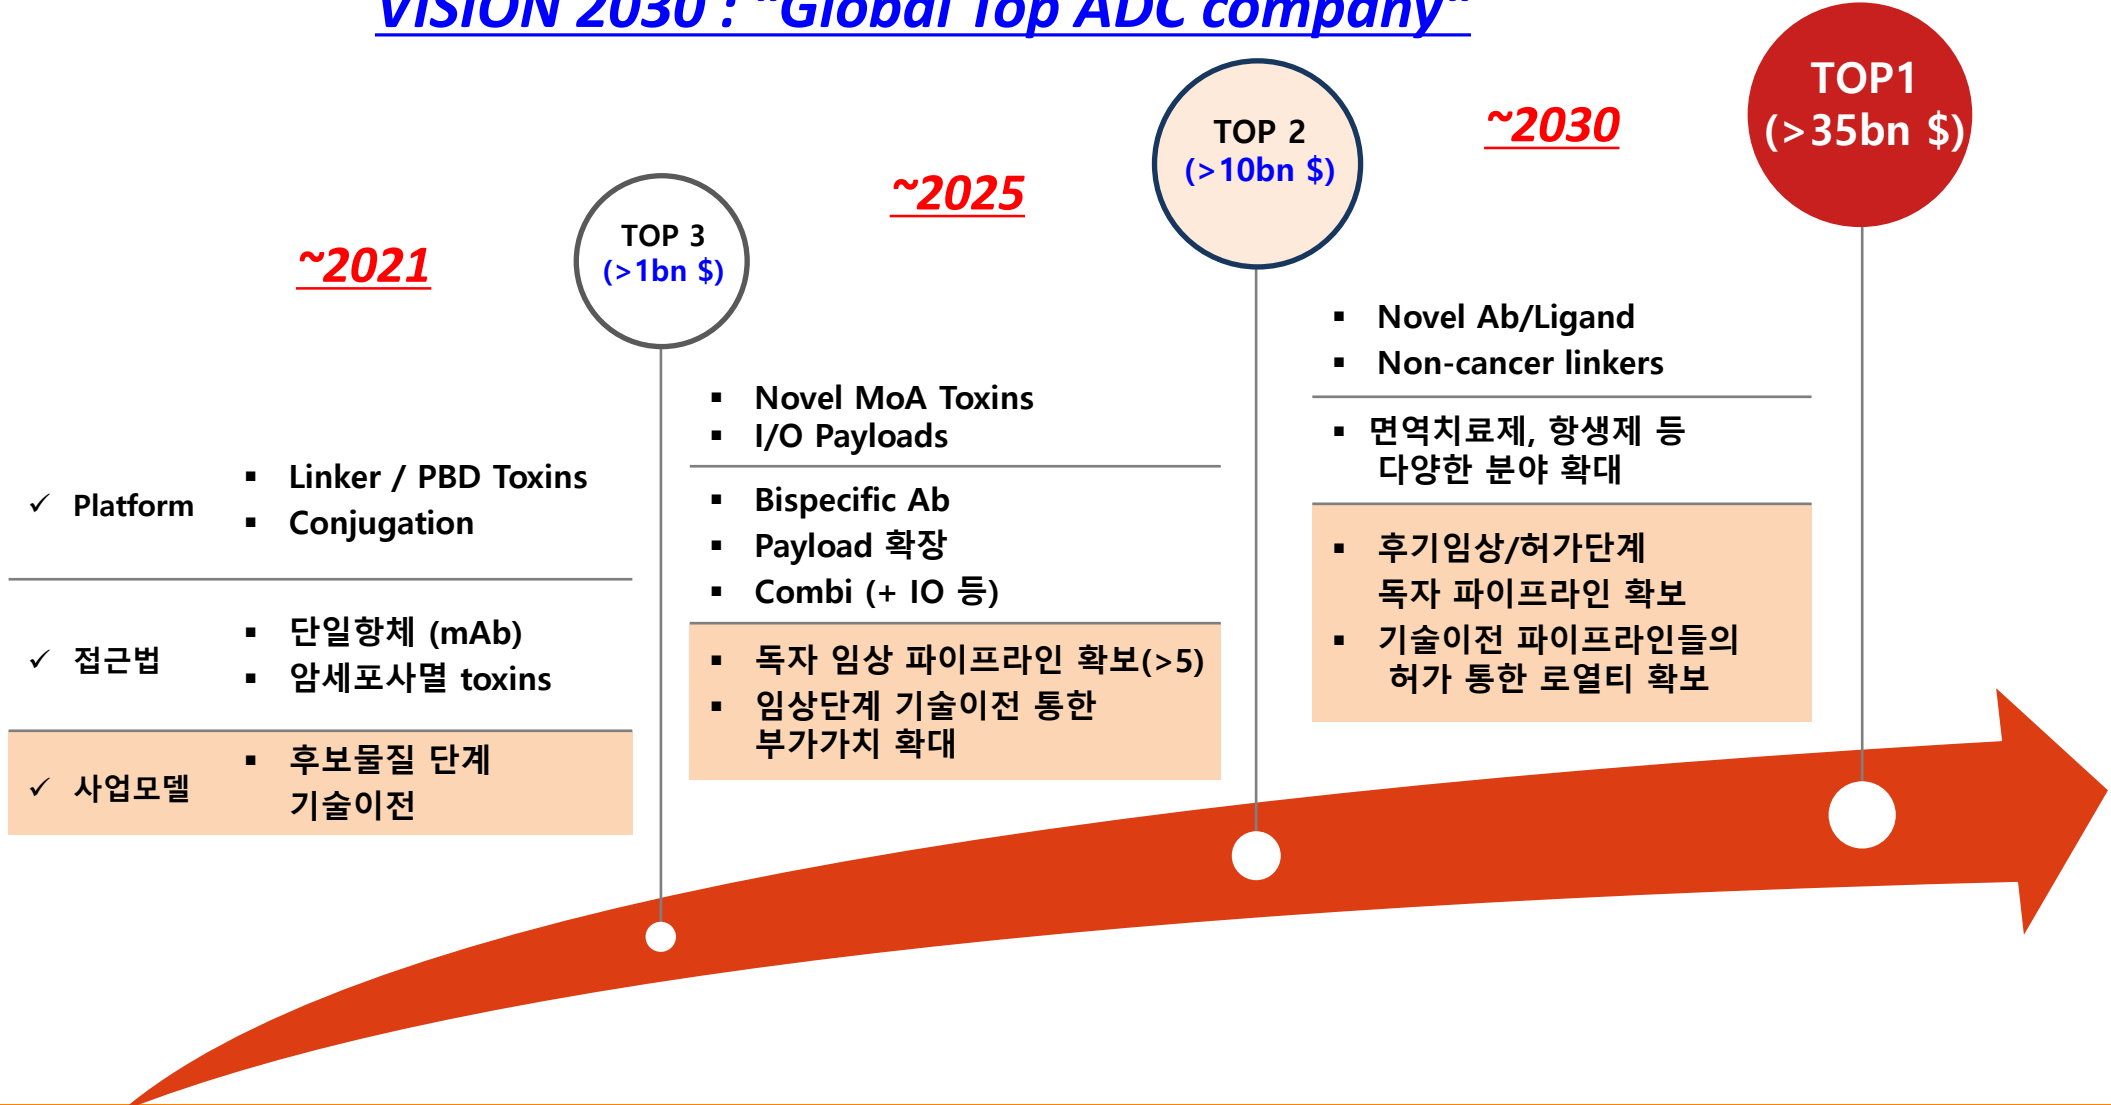 VISION 2030 : "Global Top ADC company"
~2021
TOP 3
(>1bn $)
~2025
TOP 2
(>10bn $)
~2030
TOP1
(>35bn $)
✓ Platform
▪ Linker / PBD Toxins
▪ Conjugation
✓ 접근법
▪ 단일항체 (mAb)
▪ 암세포사멸 toxins
✓ 사업모델
▪ 후보물질 단계
기술이전
▪ Novel MoA Toxins
▪ I/O Payloads
▪ Bispecific Ab
▪ Payload 확장
▪ Combi (+ IO 등)
▪ 독자 임상 파이프라인 확보(>5)
▪ 임상단계 기술이전 통한
부가가치 확대
▪ Novel Ab/Ligand
▪ Non-cancer linkers
▪ 면역치료제, 항생제 등
다양한 분야 확대
▪ 후기임상/허가단계
독자 파이프라인 확보
▪ 기술이전 파이프라인들의
허가 통한 로열티 확보